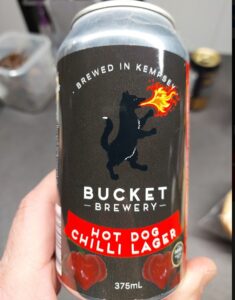 BREWED IN KEMPSEY
BUCKET
BREWERY
HOT DOG
CHILLI LAGER
375mL